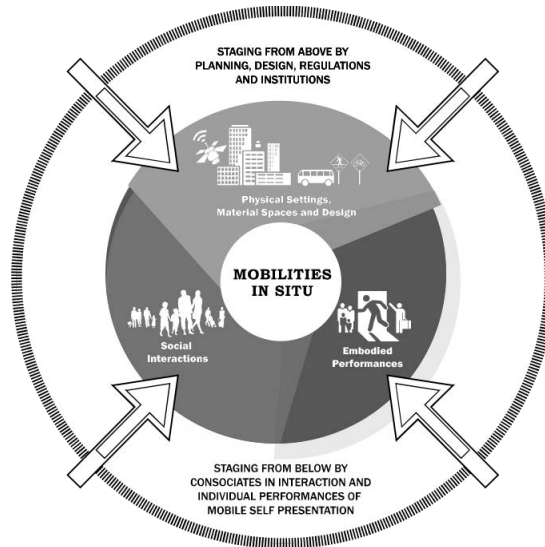 STAGING FROM ABOVE BY
PLANNING, DESIGN, REGULATIONS
AND INSTITUTIONS
Physical Settings,
Material Spaces and Design
MOBILITIES
IN SITU
Social
Interactions
Embodied
Performances
STAGING FROM BELOW BY
CONSOCIATES IN INTERACTION AND
INDIVIDUAL PERFORMANCES OF
MOBILE SELF PRESENTATION